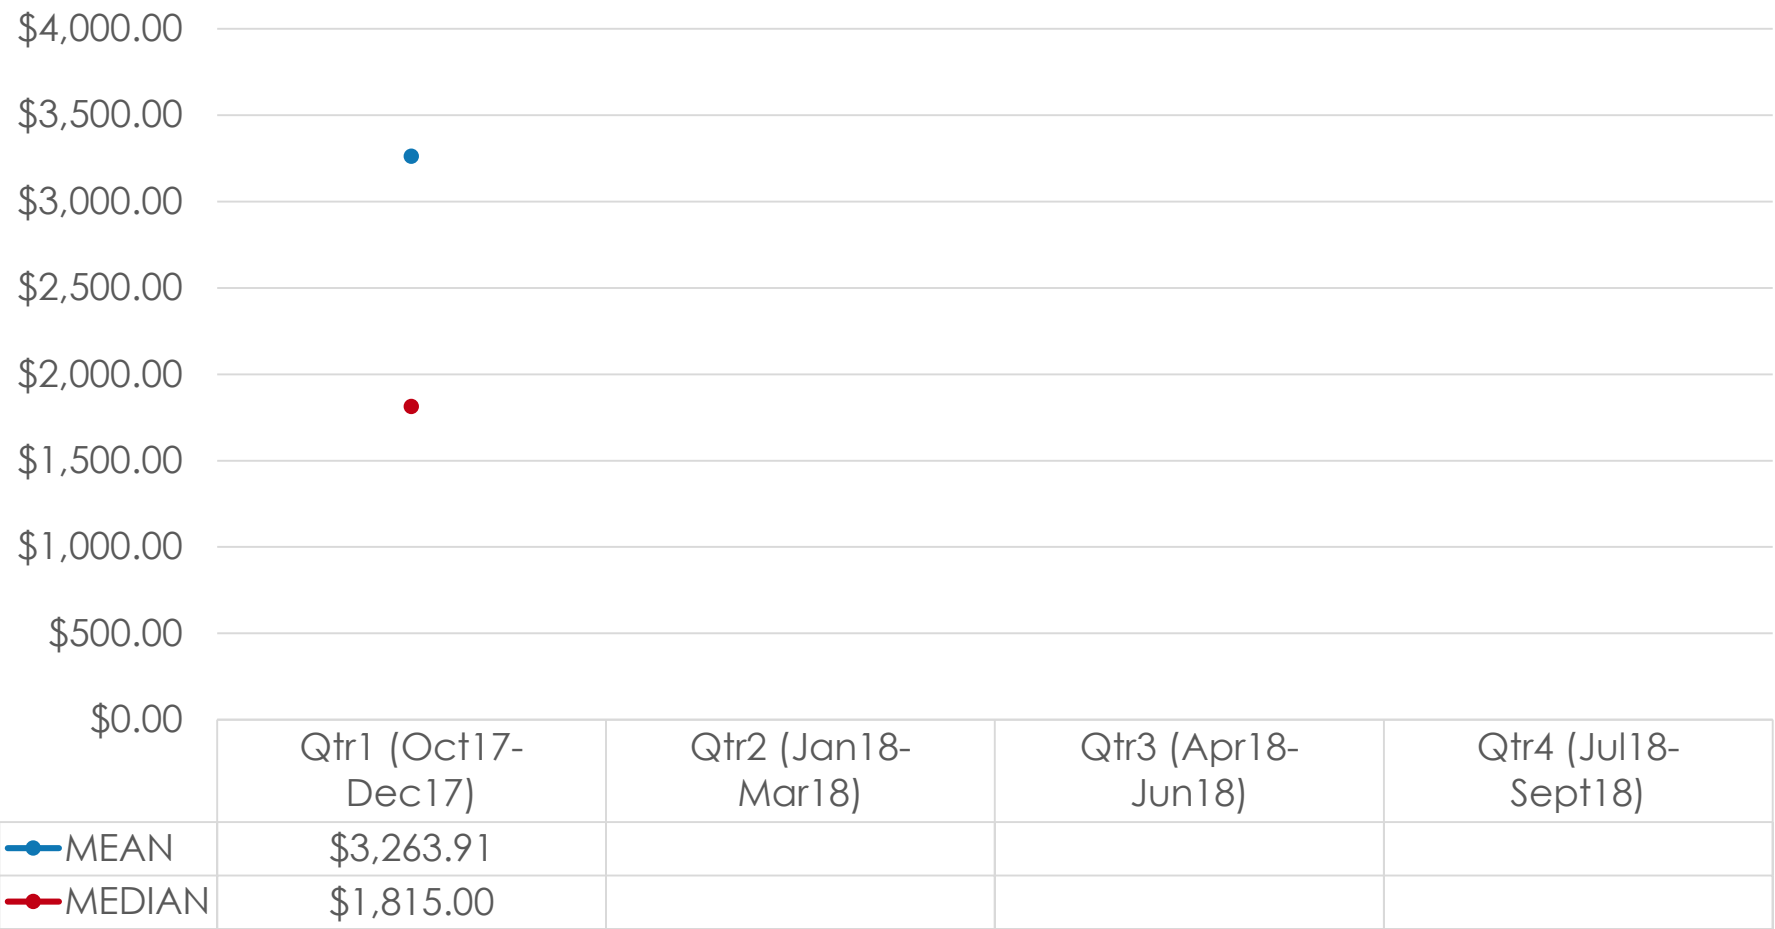 $4,000.00
$3,500.00
$3,000.00
$2,500.00
$2,000.00
$1,500.00
$1,000.00
$500.00
$0.00
Qtr1 (Oct17-
Dec17)
Qtr2 (Jan18-
Mar18)
Qtr3 (Apr18-
Jun18)
Qtr4 (Jul18-
Sept18)
MEAN $3,263.91
MEDIAN $1,815.00